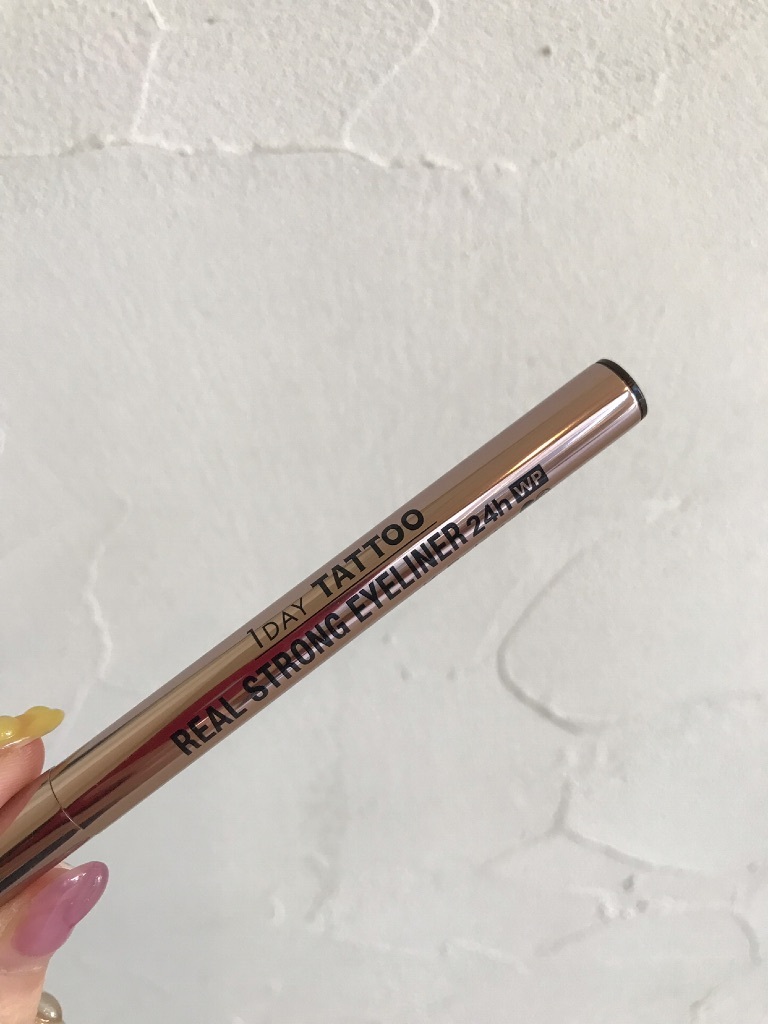 1DAY TATTOO
REAL STRONG EYELINER 24h WP